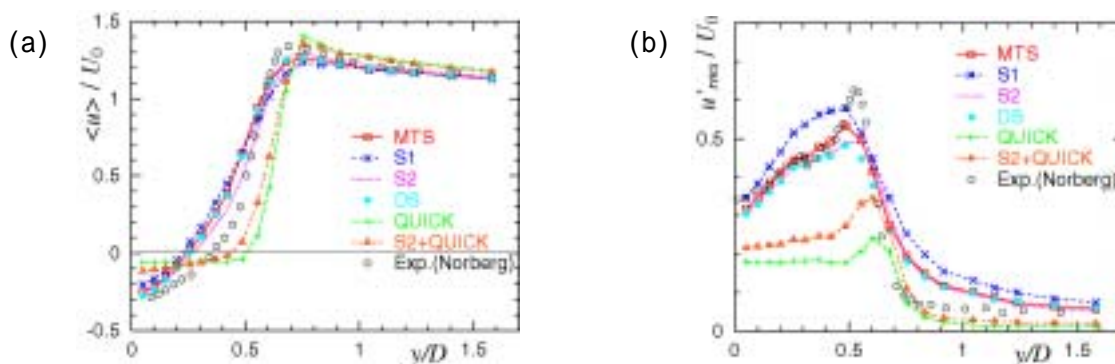 (a)
<u> / U0
1.5
1
0.5
0
-0.5
0
0.5
1
1.5
y/D
MTS
S1
S2
DS
QUICK
S2+QUICK
Exp.(Norberg)
(b)
/ U0
0.5
0
0
0.5
1
1.5
y/D
MTS
S1
S2
DS
QUICK
S2+QUICK
Exp.(Norberg)